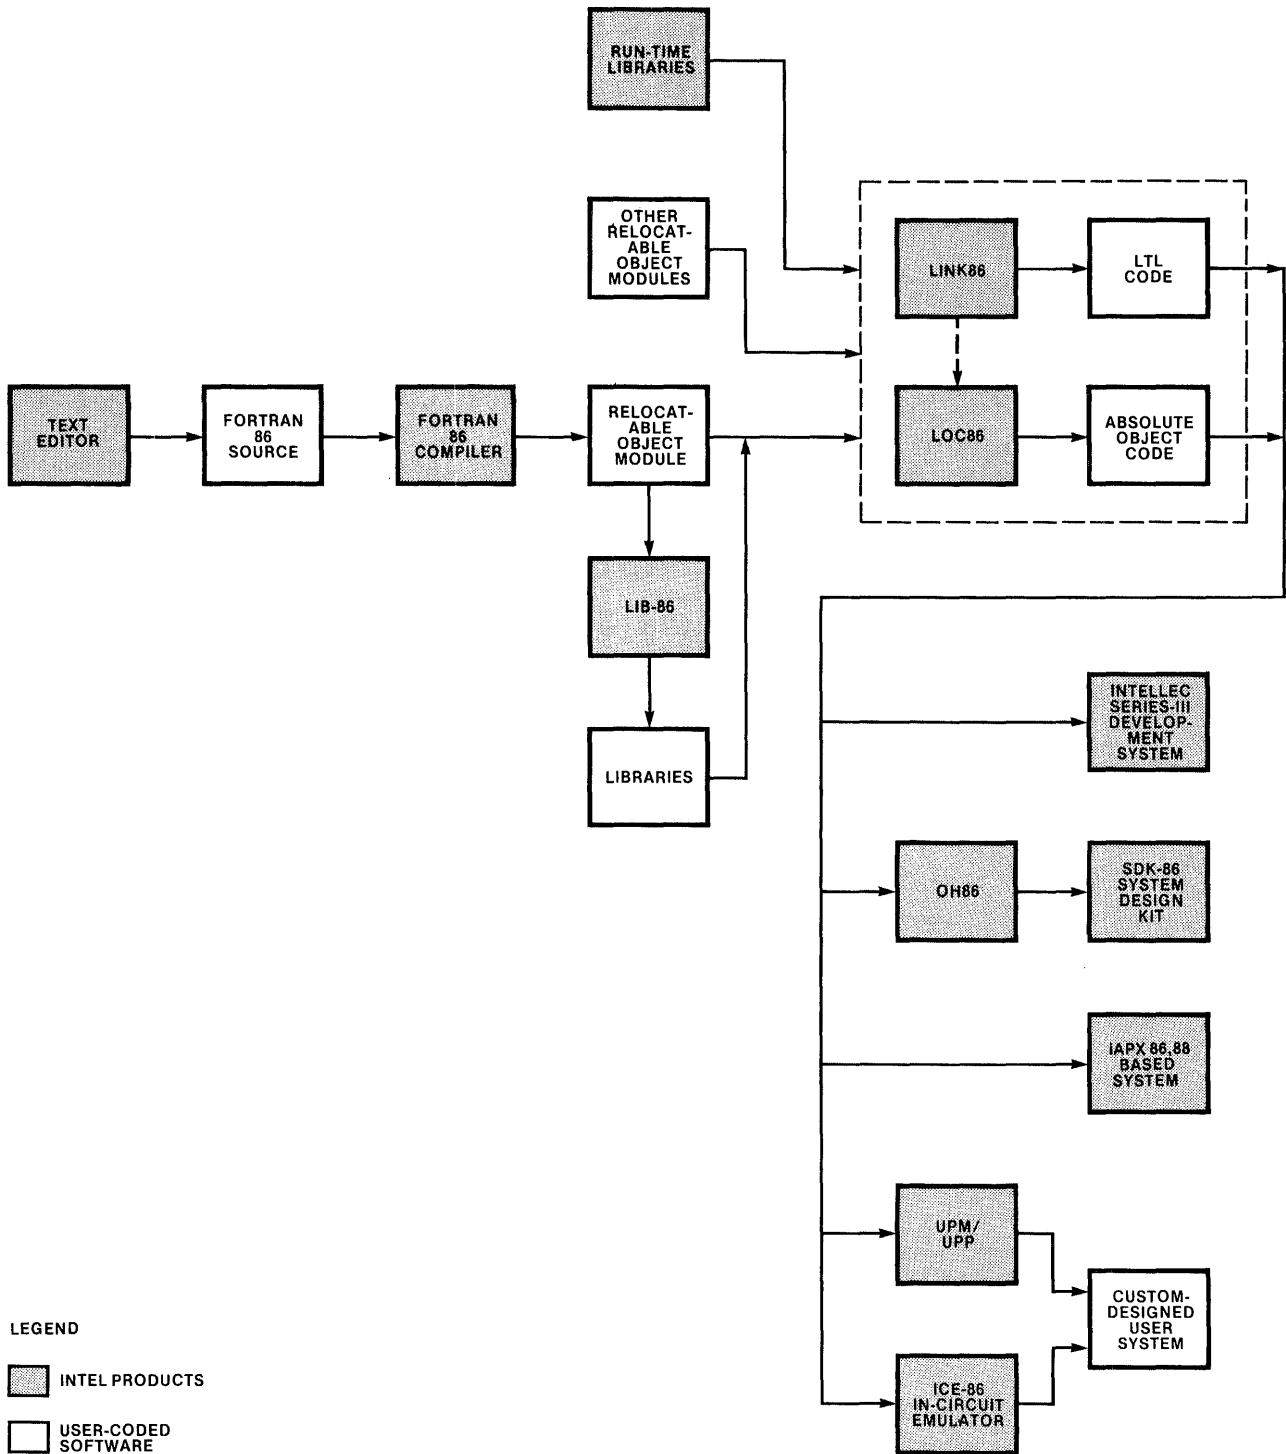 RUN-TIME
LIBRARIES
OTHER
RELOCAT-
ABLE
OBJECT
MODULES
LINK86
LTL
CODE
TEXT
EDITOR
FORTRAN
86
SOURCE
FORTRAN
86
COMPILER
RELOCAT-
ABLE
OBJECT
MODULE
LOC86
ABSOLUTE
OBJECT
CODE
LIB-86
LIBRARIES
INTELLEC
SERIES-III
DEVELOP-
MENT
SYSTEM
OH86
SDK-86
SYSTEM
DESIGN
KIT
iAPX 86,88
BASED
SYSTEM
UPM/
UPP
CUSTOM-
DESIGNED
USER
SYSTEM
ICE-86
IN-CIRCUIT
EMULATOR
LEGEND
INTEL PRODUCTS
USER-CODED
SOFTWARE